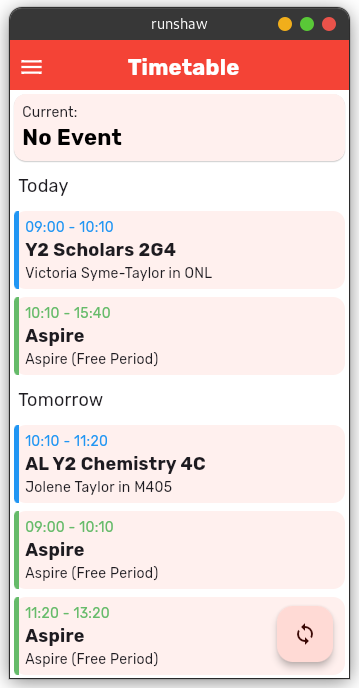 runshaw
Timetable
Current:
No Event
Today
09:00 - 10:10
Y2 Scholars 2G4
Victoria Syme-Taylor in ONL
10:10 - 15:40
Aspire
Aspire (Free Period)
Tomorrow
10:10 - 11:20
AL Y2 Chemistry 4C
Jolene Taylor in M405
09:00 - 10:10
Aspire
Aspire (Free Period)
11:20 - 13:20
Aspire
Aspire (Free Period)